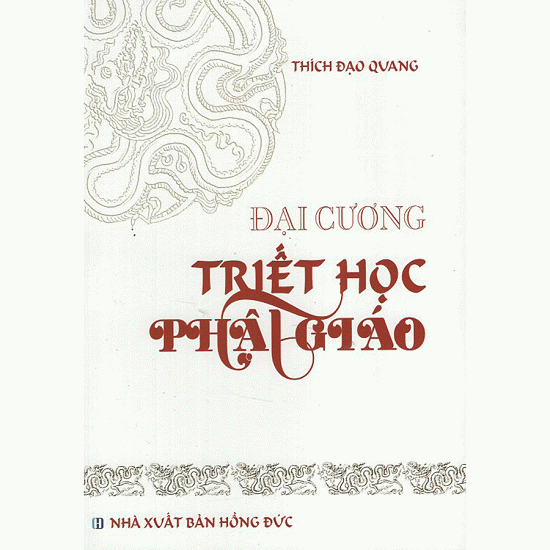 THÍCH ĐẠO QUANG
ĐẠI CƯƠNG
TRIẾT HỌC
PHẬT GIÁO
NHÀ XUẤT BẢN HỒNG ĐỨC